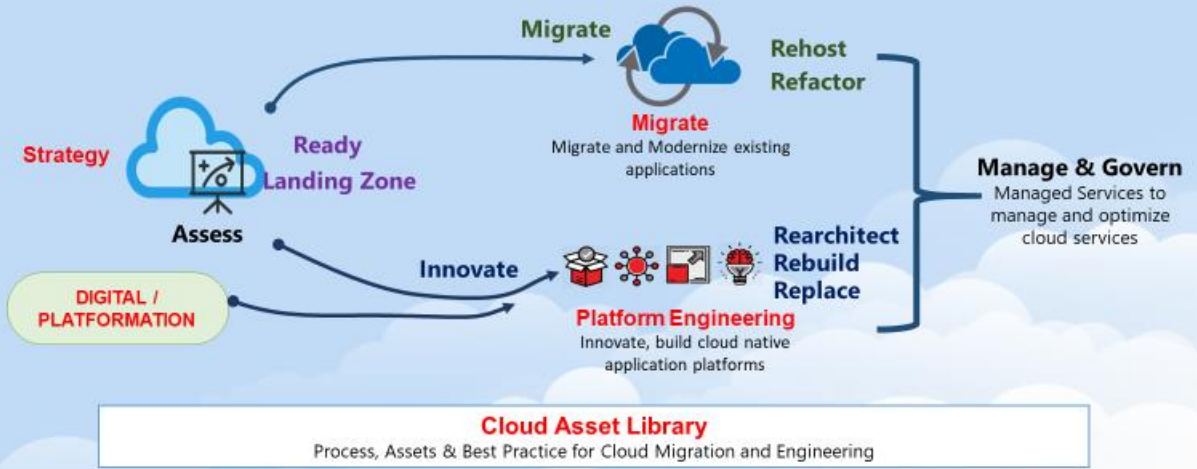 Migrate
Rehost
Refactor
Migrate
Migrate and Modernize existing
applications
Strategy
Ready
Landing Zone
Assess
Manage & Govern
Managed Services to
manage and optimize
cloud services
Innovate
Rearchitect
Rebuild
Replace
DIGITAL /
PLATFORMATION
Platform Engineering
Innovate, build cloud native
application platforms
Cloud Asset Library
Process, Assets & Best Practice for Cloud Migration and Engineering